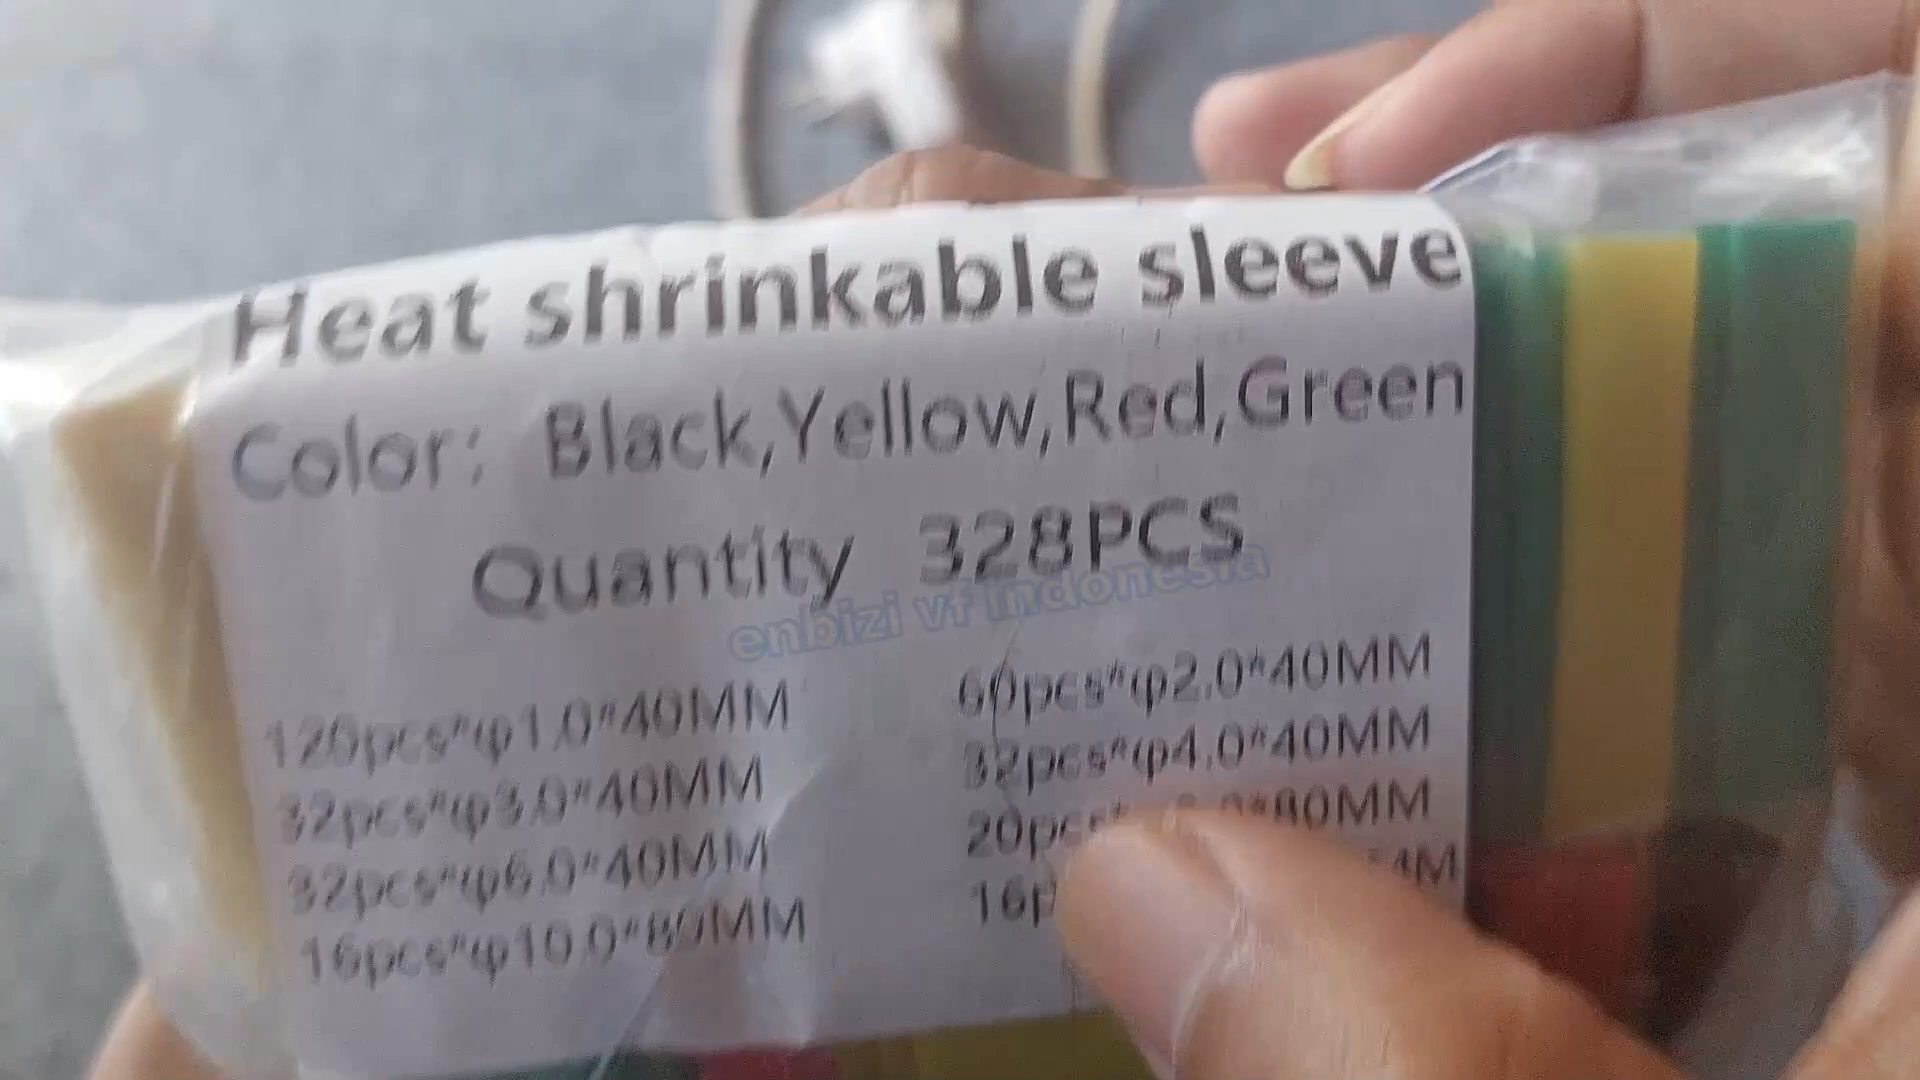 Heat shrinkable sleeve
Color: Black,Yellow,Red,Green
Quantity 328PCS
enbizi vf indonesia
120pcs*φ1.0*40MM 60pcs*φ2.0*40MM
32pcs*φ3.0*40MM 32pcs*φ4.0*40MM
32pcs*φ6.0*40MM 20pcs*
16pcs*φ10.0*80MM